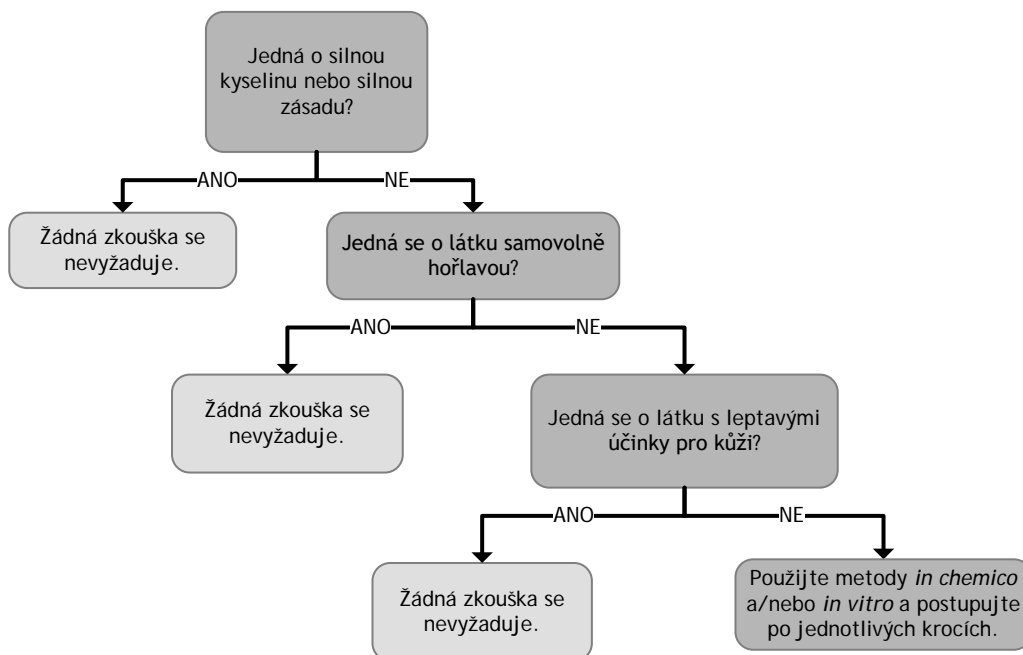 Jedná o silnou
kyselinu nebo silnou
zásadu?
ANO
NE
Žádná zkouška se
nevyžaduje.
Jedná se o látku samovolně
hořlavou?
ANO
NE
Žádná zkouška se
nevyžaduje.
Jedná se o látku s leptavými
účinky pro kůži?
ANO
NE
Žádná zkouška se
nevyžaduje.
Použijte metody in chemico
a/nebo in vitro a postupujte
po jednotlivých krocích.